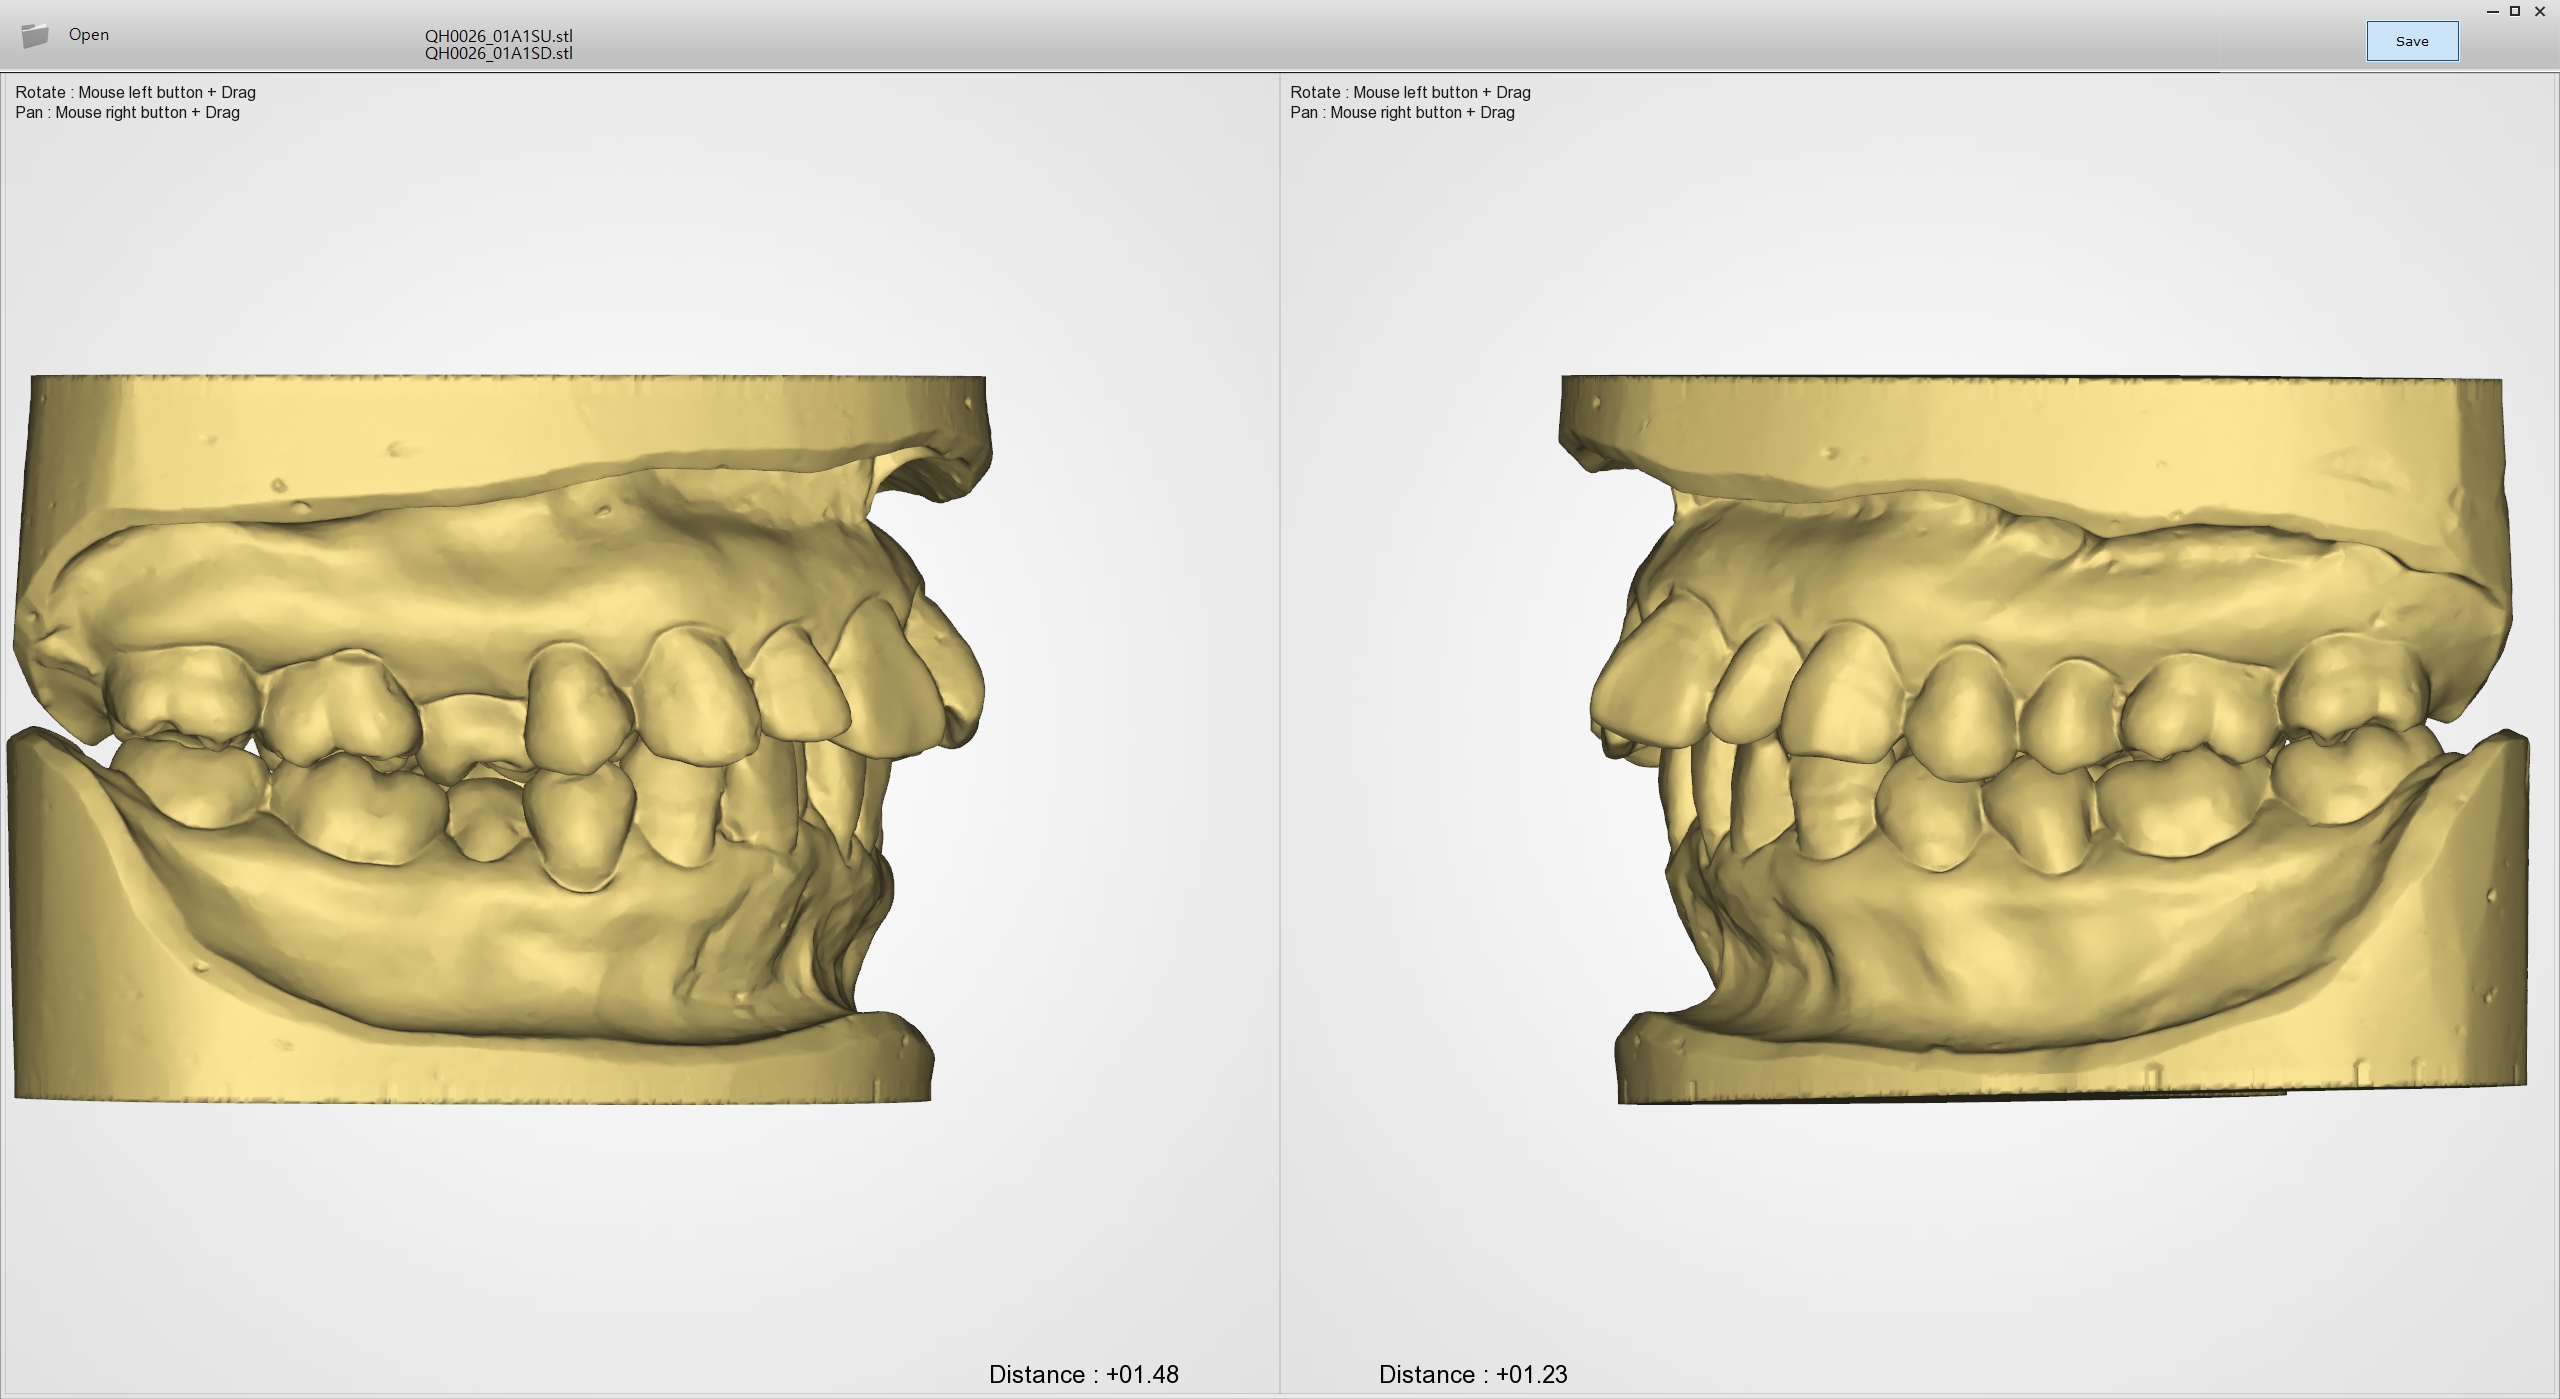 Open
QH0026_01A1SU.stl
QH0026_01A1SD.stl
Save
Rotate : Mouse left button + Drag
Pan : Mouse right button + Drag
Rotate : Mouse left button + Drag
Pan : Mouse right button + Drag
Distance : +01.48
Distance : +01.23